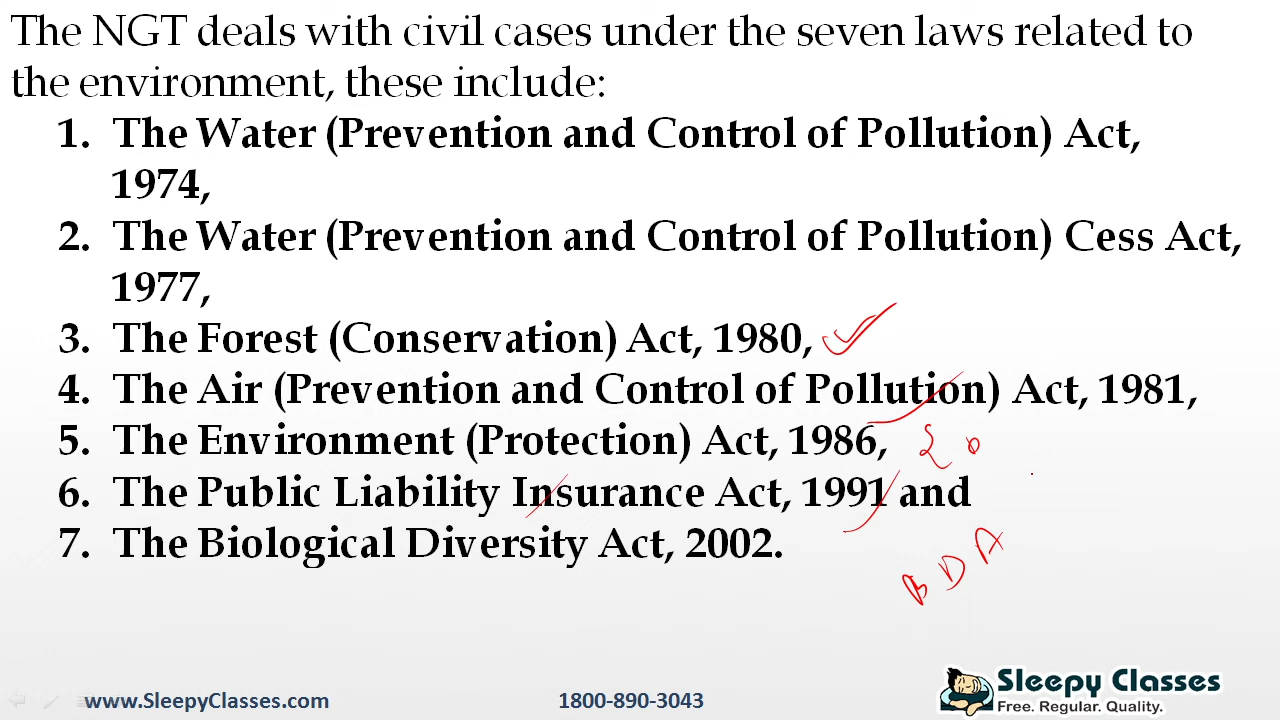 The NGT deals with civil cases under the seven laws related to
the environment, these include:
1. The Water (Prevention and Control of Pollution) Act,
1974,
2. The Water (Prevention and Control of Pollution) Cess Act,
1977,
3. The Forest (Conservation) Act, 1980,
4. The Air (Prevention and Control of Pollution) Act, 1981,
5. The Environment (Protection) Act, 1986,
6. The Public Liability Insurance Act, 1991 and
7. The Biological Diversity Act, 2002.
BDA
Sleepy Classes
Free. Regular. Quality.
www.SleepyClasses.com 1800-890-3043